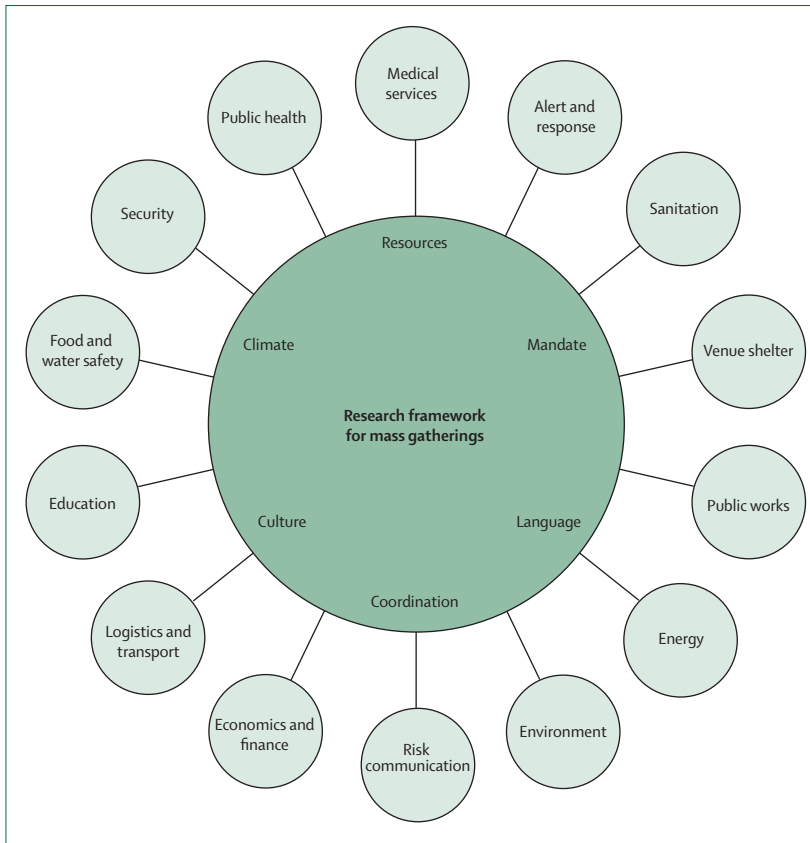 Medical
services
Alert and
response
Sanitation
Venue shelter
Public works
Energy
Environment
Risk
communication
Economics and
finance
Logistics and
transport
Education
Food and
water safety
Security
Public health
Resources
Mandate
Language
Coordination
Culture
Climate
Research framework
for mass gatherings